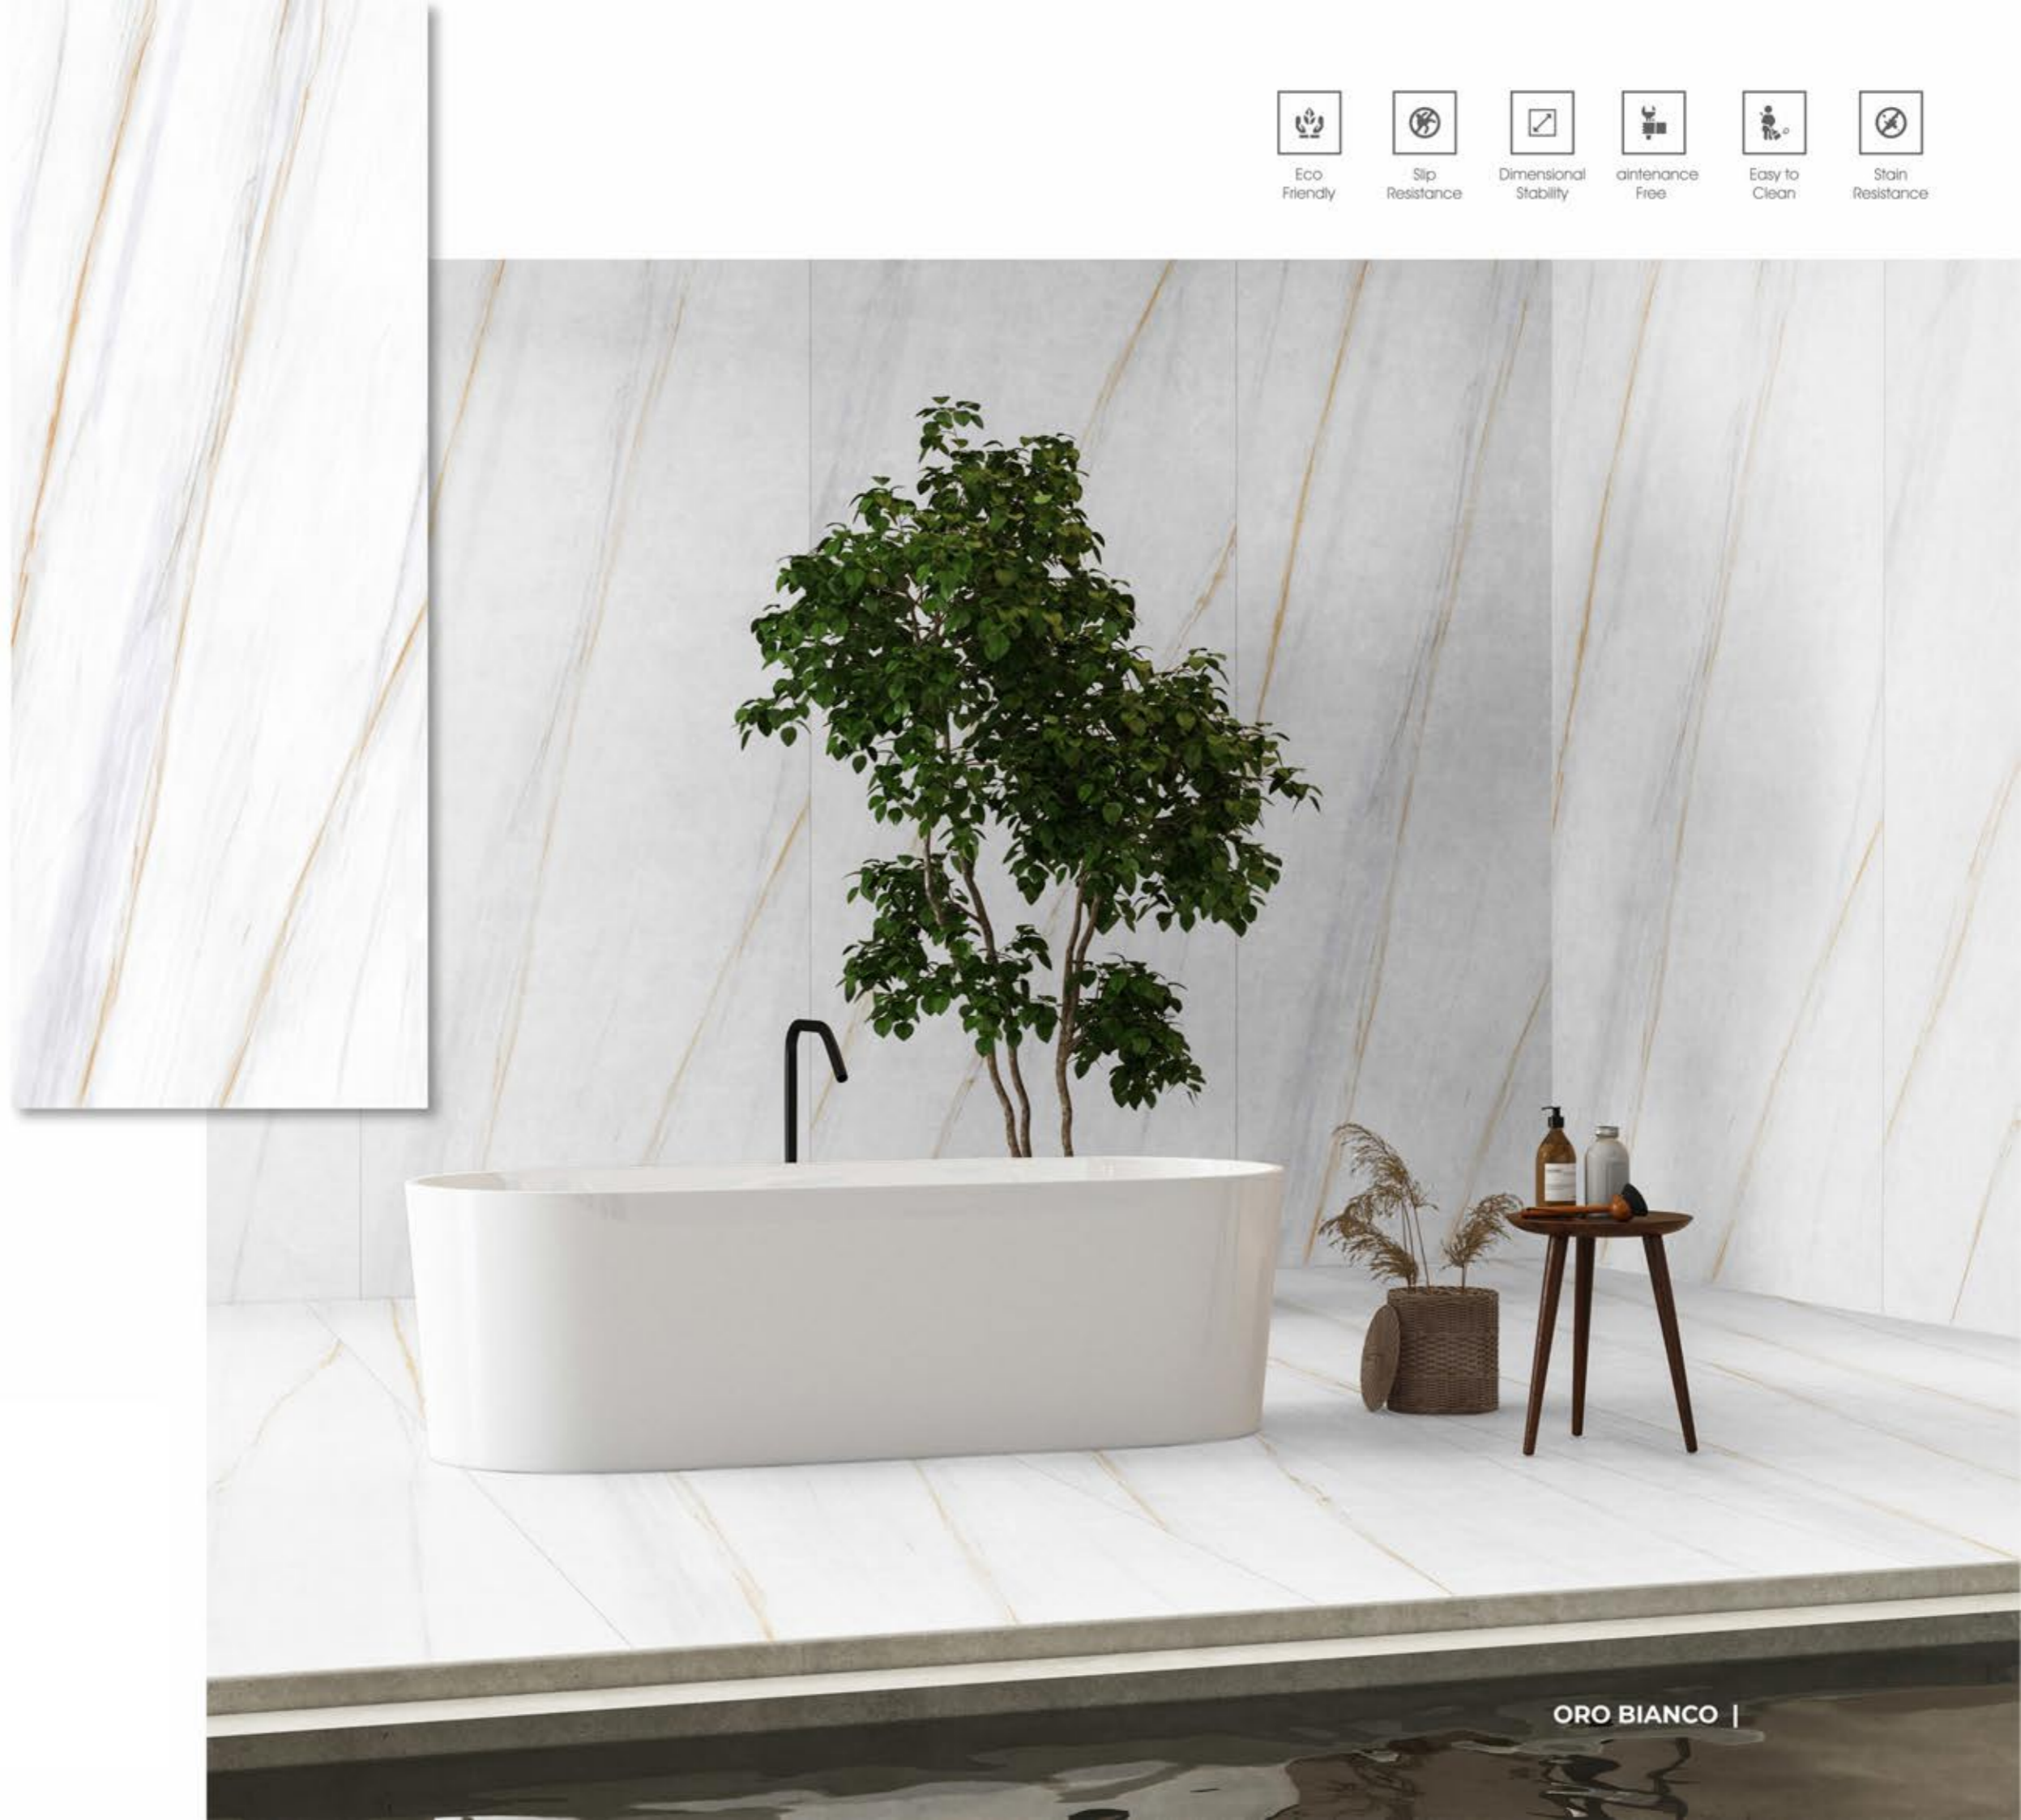 Eco
Friendly
Slip
Resistance
Dimensional
Stability
aintenance
Free
Easy to
Clean
Stain
Resistance
ORO BIANCO |